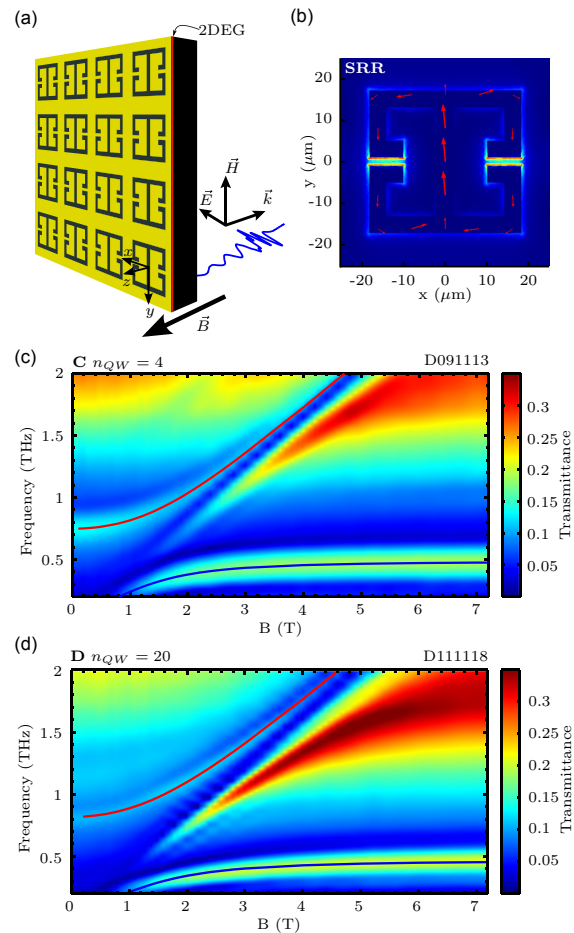 (a)
2DEG
H⃗
E⃗
k⃗
x
z
y
B⃗
(b)
SRR
20
10
0
-10
-20
y (μm)
-20 -10 0 10 20
x (μm)
(c)
C n_QW = 4
D091113
2
1.5
1
0.5
Frequency (THz)
0 1 2 3 4 5 6 7
B (T)
0.3
0.25
0.2
0.15
0.1
0.05
Transmittance
(d)
D n_QW = 20
D111118
2
1.5
1
0.5
Frequency (THz)
0 1 2 3 4 5 6 7
B (T)
0.3
0.25
0.2
0.15
0.1
0.05
Transmittance